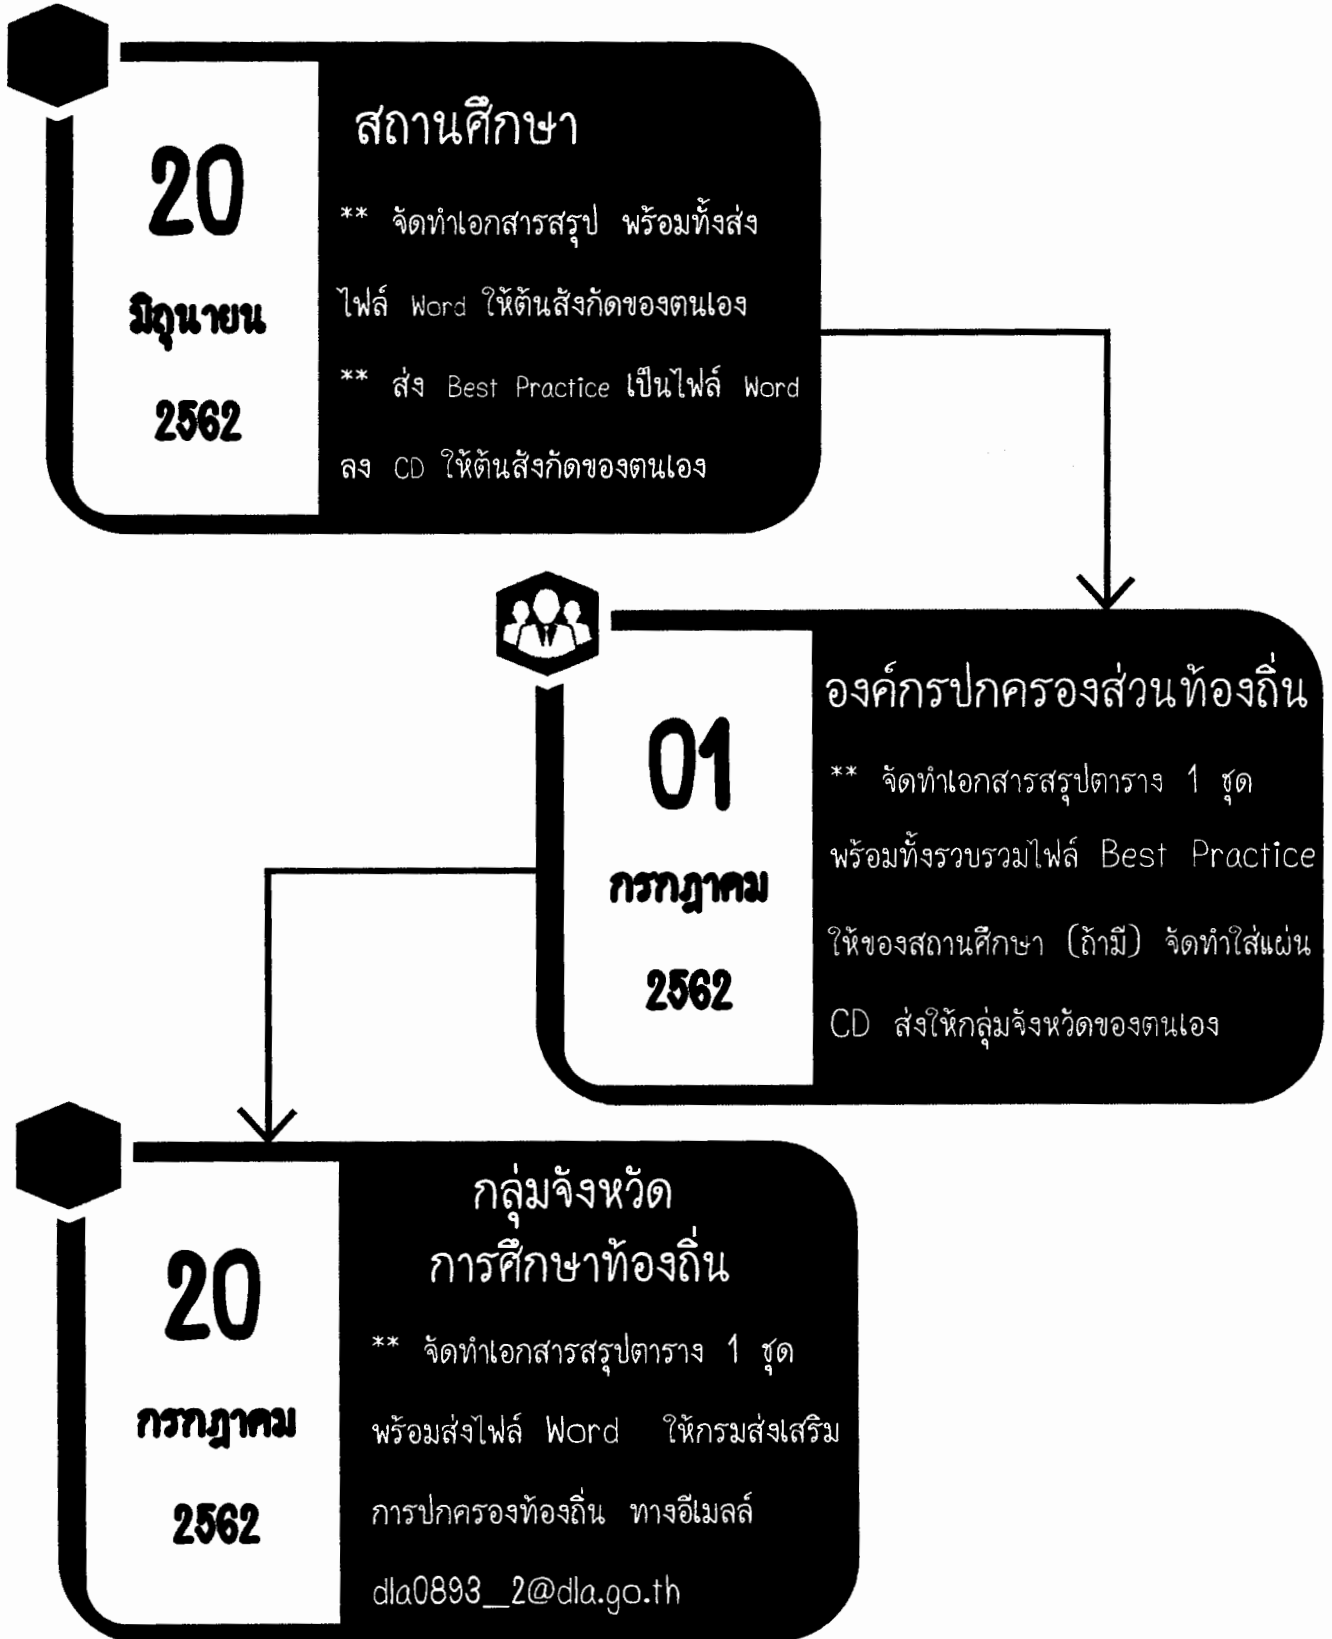 20
มิถุนายน
2562
สถานศึกษา
** จัดทำเอกสารสรุป พร้อมทั้งส่ง
ไฟล์ Word ให้ต้นสังกัดของตนเอง
** ส่ง Best Practice เป็นไฟล์ Word
ลง CD ให้ต้นสังกัดของตนเอง
01
กรกฎาคม
2562
องค์กรปกครองส่วนท้องถิ่น
** จัดทำเอกสารสรุปตาราง 1 ชุด
พร้อมทั้งรวบรวมไฟล์ Best Practice
ให้ของสถานศึกษา (ถ้ามี) จัดทำใส่แผ่น
CD ส่งให้กลุ่มจังหวัดของตนเอง
20
กรกฎาคม
2562
กลุ่มจังหวัด
การศึกษาท้องถิ่น
** จัดทำเอกสารสรุปตาราง 1 ชุด
พร้อมส่งไฟล์ Word ให้กรมส่งเสริม
การปกครองท้องถิ่น ทางอีเมลล์
dla0893_2@dla.go.th